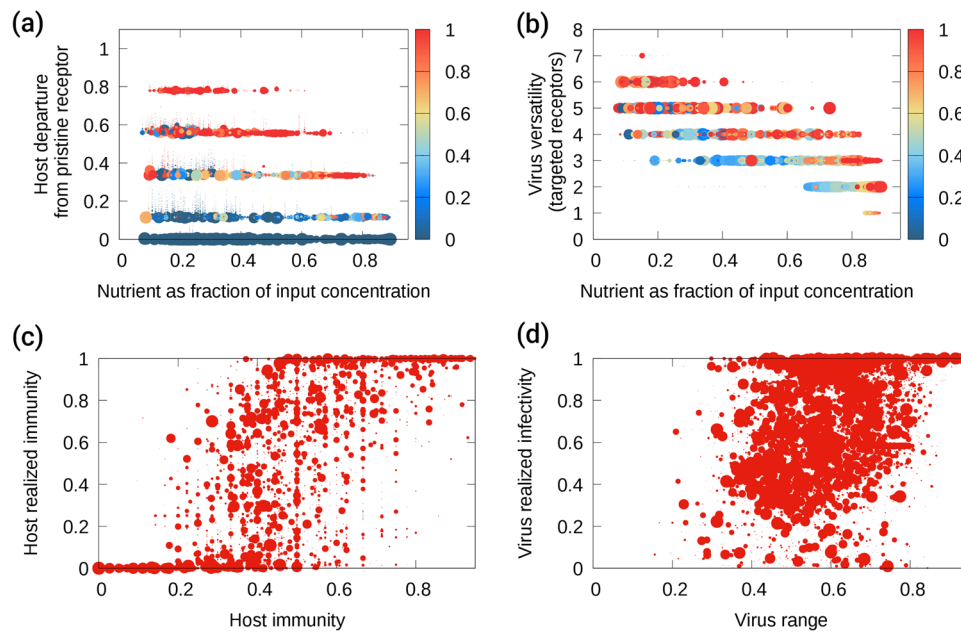 (a)
Host departure
from pristine receptor
1
0.8
0.6
0.4
0.2
0
0 0.2 0.4 0.6 0.8
Nutrient as fraction of input concentration
1
0.8
0.6
0.4
0.2
0
(b)
Virus versatility
(targeted receptors)
8
7
6
5
4
3
2
1
0
0 0.2 0.4 0.6 0.8
Nutrient as fraction of input concentration
1
0.8
0.6
0.4
0.2
0
(c)
Host realized immunity
1
0.8
0.6
0.4
0.2
0
0 0.2 0.4 0.6 0.8
Host immunity
(d)
Virus realized infectivity
1
0.8
0.6
0.4
0.2
0
0 0.2 0.4 0.6 0.8
Virus range